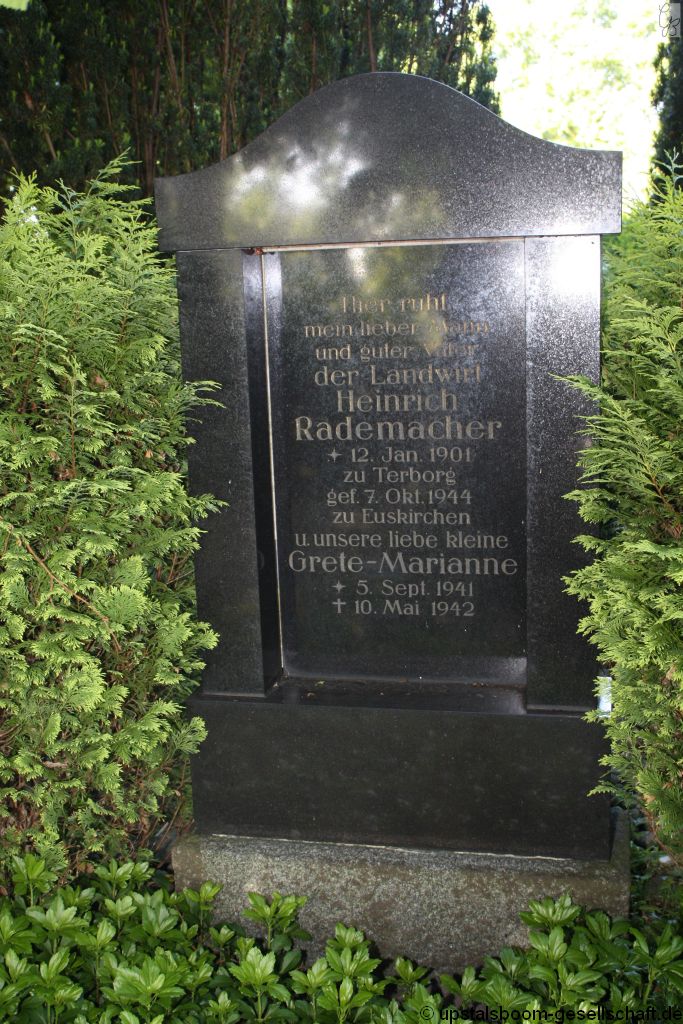 Hier ruht
mein lieber Mann
und guter Vater
der Landwirt
Heinrich
Rademacher
* 12. Jan. 1901
zu Terborg
gef. 7. Okt. 1944
zu Euskirchen
u. unsere liebe kleine
Grete-Marianne
* 5. Sept. 1941
† 10. Mai 1942
© upstalsboom-gesellschaft.de